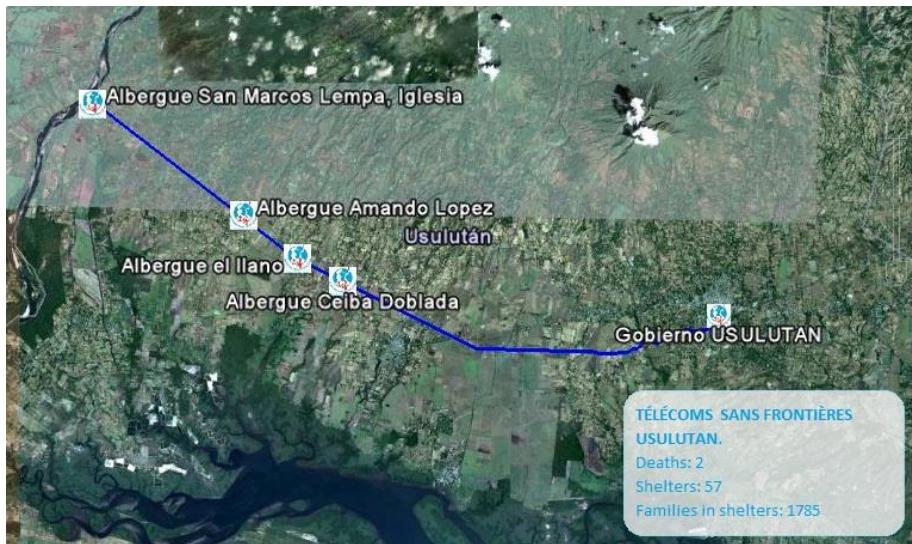 Albergue San Marcos Lempa, Iglesia
Albergue Amando Lopez
Usulután
Albergue el llano
Albergue Ceiba Doblada
Gobierno USULUTAN
TÉLÉCOMS SANS FRONTIÈRES
USULUTAN.
Deaths: 2
Shelters: 57
Families in shelters: 1785